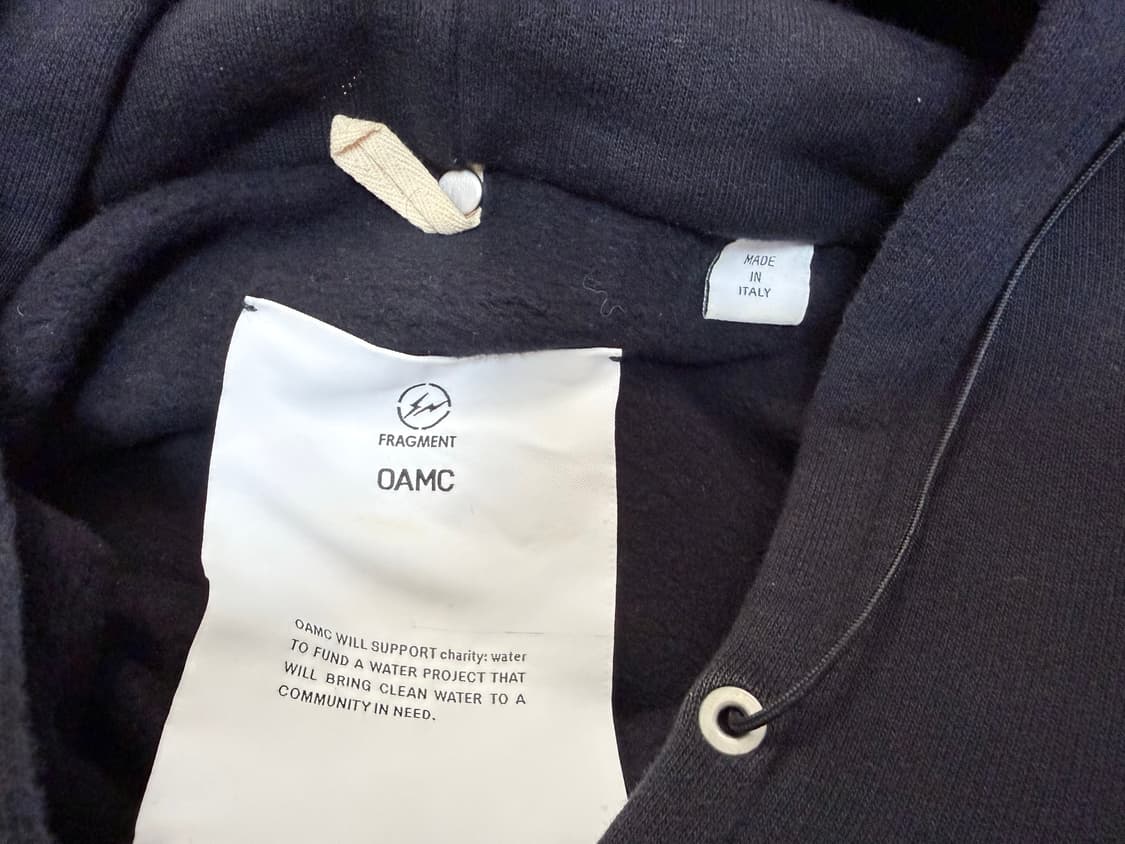 MADE
IN
ITALY
FRAGMENT
OAMC
OAMC WILL SUPPORT charity: water
TO FUND A WATER PROJECT THAT
WILL BRING CLEAN WATER TO A
COMMUNITY IN NEED.